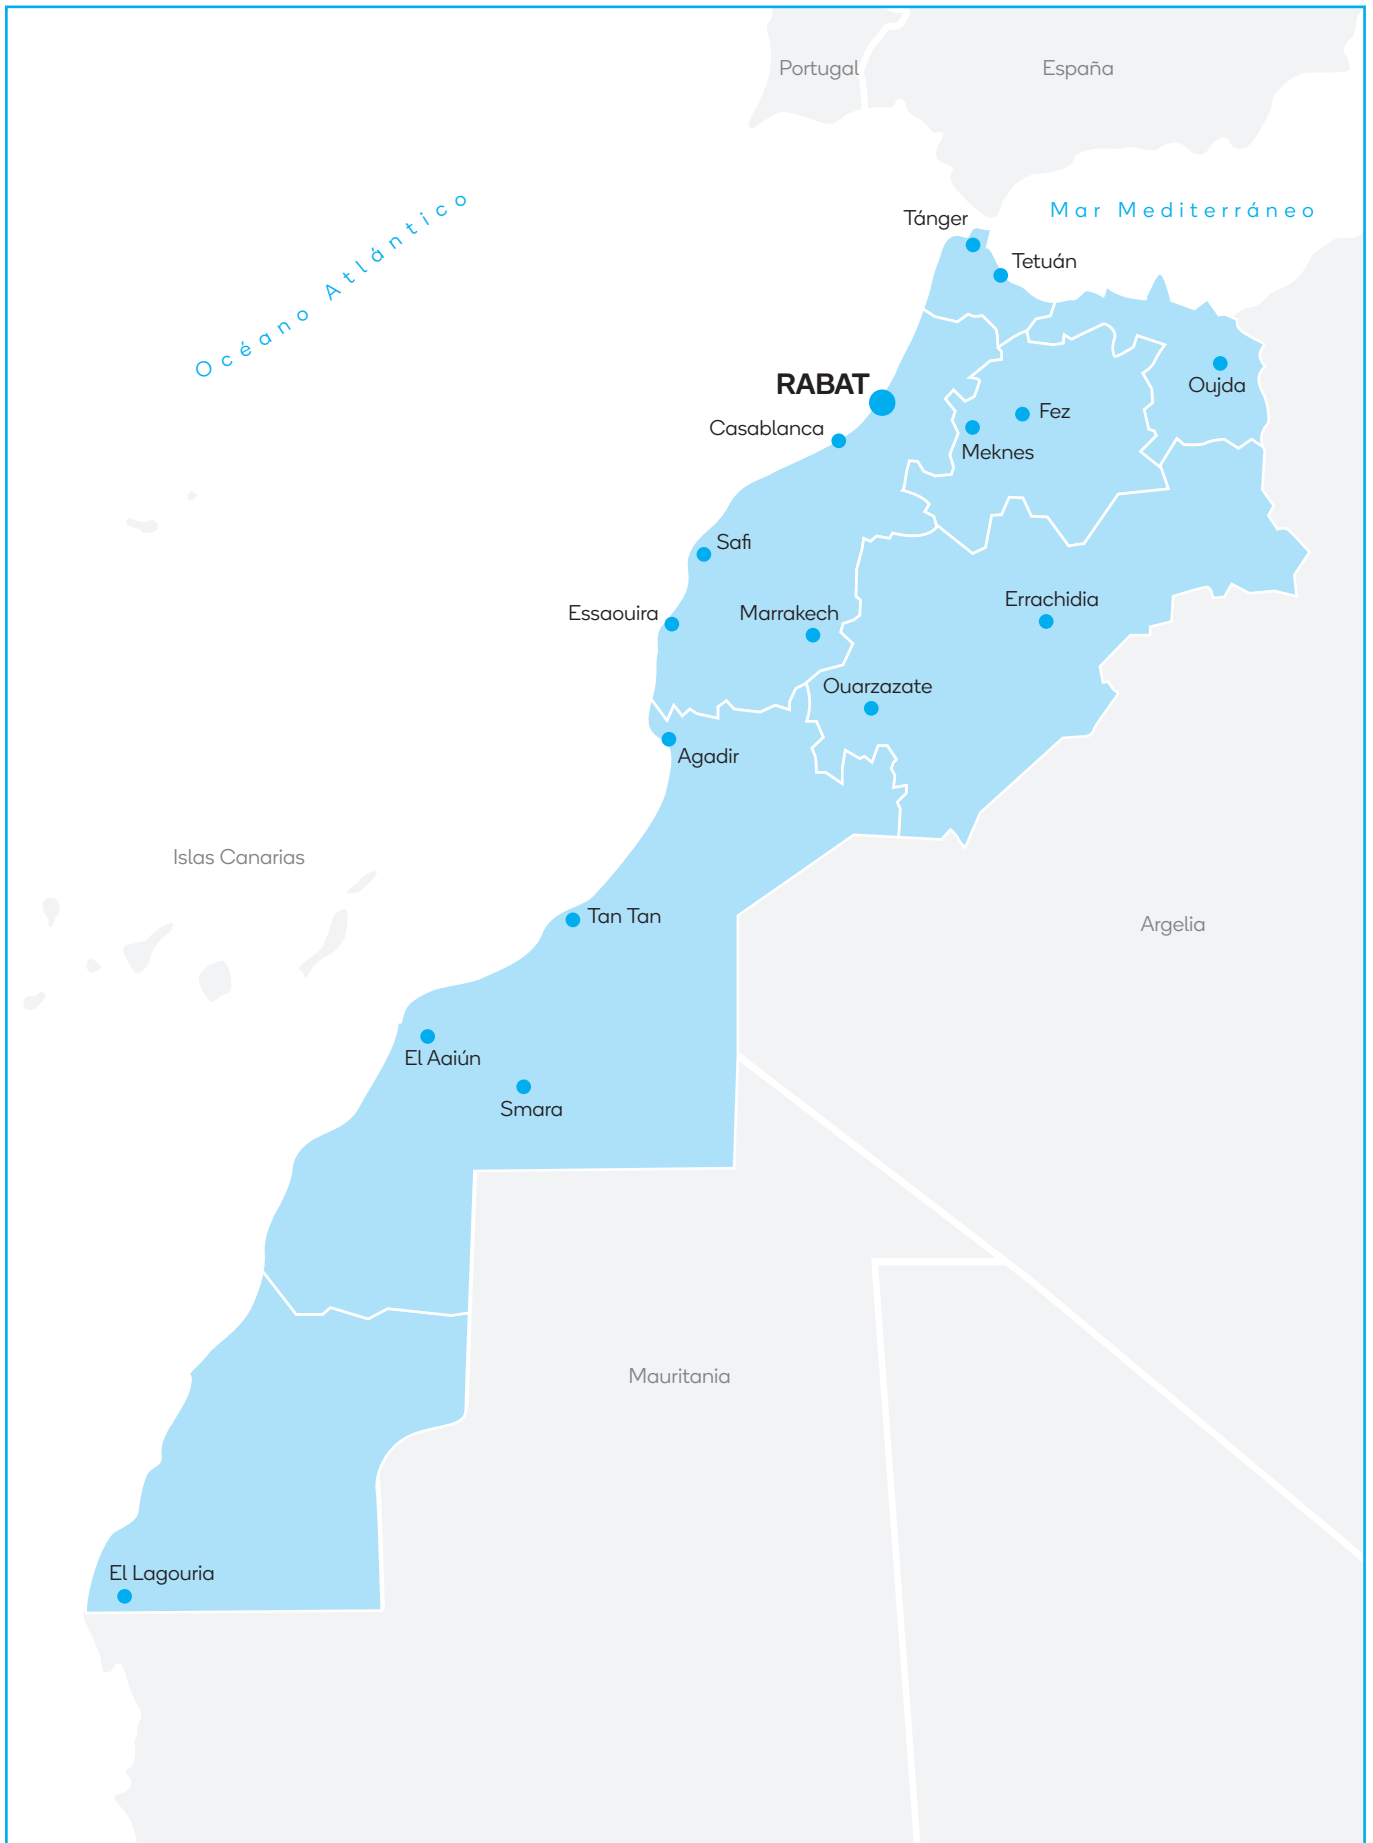 Portugal
España
Océano Atlántico
Mar Mediterráneo
Tánger
Tetuán
RABAT
Oujda
Casablanca
Fez
Meknes
Safi
Essaouira
Marrakech
Errachidia
Ouarzazate
Agadir
Islas Canarias
Tan Tan
Argelia
El Aaiún
Smara
Mauritania
El Lagouria